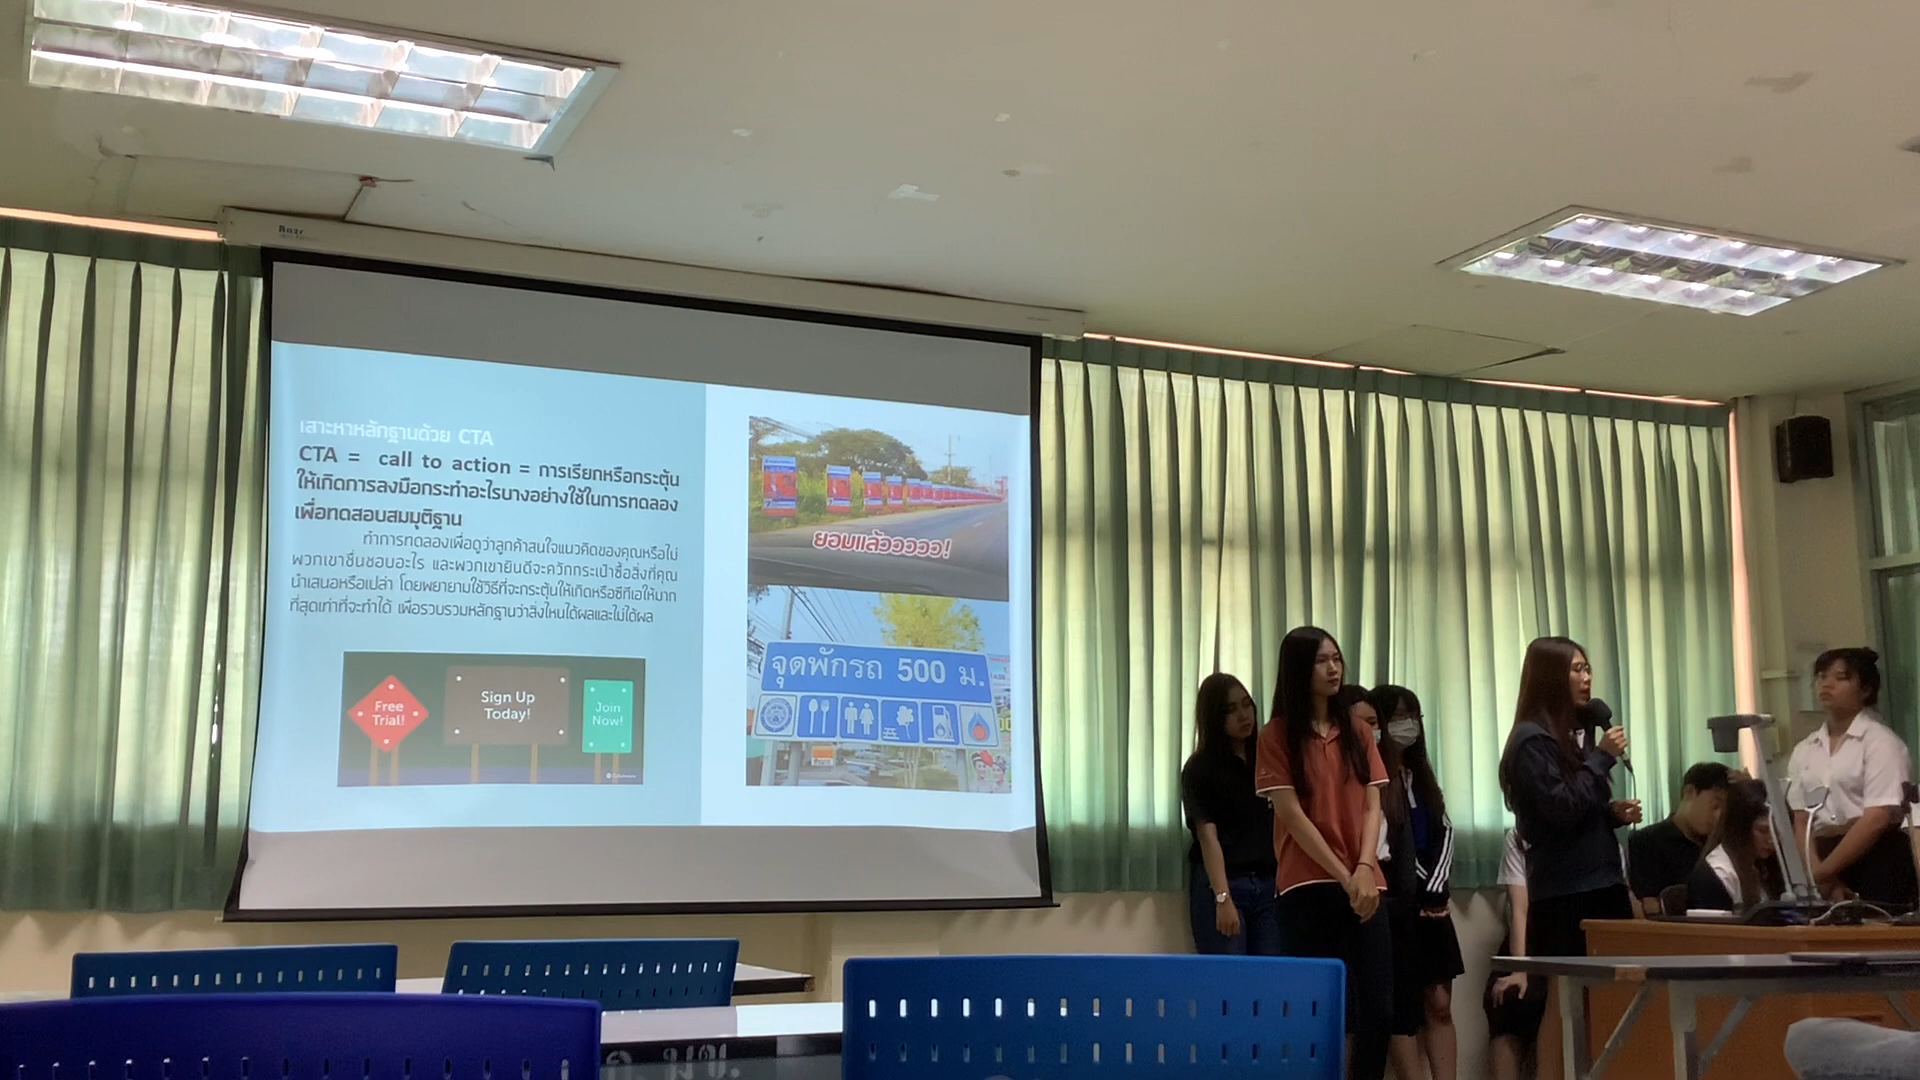 เสาะหาหลักฐานด้วย CTA
CTA = call to action = การเรียกหรือกระตุ้น
ให้เกิดการลงมือกระทำอะไรบางอย่างใช้ในการทดลอง
เพื่อทดสอบสมมุติฐาน
ทำการทดลองเพื่อดูว่าลูกค้าสนใจแนวคิดของคุณหรือไม่
พวกเขาชื่นชอบอะไร และพวกเขายินดีจะควักกระเป๋าซื้อสิ่งที่คุณ
นำเสนอหรือเปล่า โดยพยายามใช้วิธีที่จะกระตุ้นให้เกิดหรือซีทีเอให้มาก
ที่สุดเท่าที่จะทำได้ เพื่อรวบรวมหลักฐานว่าสิ่งไหนได้ผลและไม่ได้ผล
Free
Trial!
Sign Up
Today!
Join
Now!
ยอมแล้วววววว!
จุดพักรถ 500 ม.